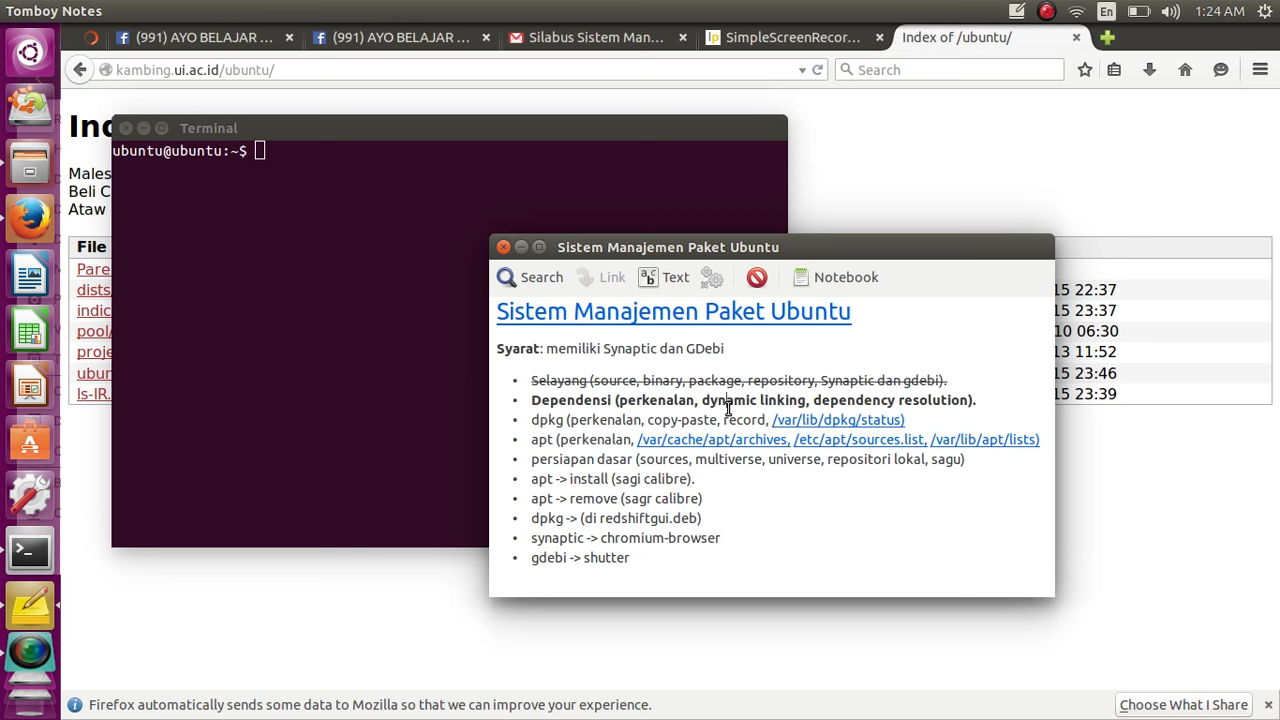 Tomboy Notes
En
1:24 AM
(991) AYO BELAJAR ...
(991) AYO BELAJAR ...
Silabus Sistem Man...
SimpleScreenRecor...
Index of /ubuntu/
kambing.ui.ac.id/ubuntu/
Search
Ind
Males
Beli C
Ataw
File
Pare
dists
indic
pool/
proje
ubun
ls-lR.
15 22:37
15 23:37
10 06:30
13 11:52
15 23:46
15 23:39
Terminal
ubuntu@ubuntu:~$
Sistem Manajemen Paket Ubuntu
Search
Link
Text
Notebook
Sistem Manajemen Paket Ubuntu
Syarat: memiliki Synaptic dan GDebi
• Selayang (source, binary, package, repository, Synaptic dan gdebi).
• Dependensi (perkenalan, dynamic linking, dependency resolution).
• dpkg (perkenalan, copy-paste, record, /var/lib/dpkg/status)
• apt (perkenalan, /var/cache/apt/archives, /etc/apt/sources.list, /var/lib/apt/lists)
• persiapan dasar (sources, multiverse, universe, repositori lokal, sagu)
• apt -> install (sagi calibre).
• apt -> remove (sagr calibre)
• dpkg -> (di redshiftgui.deb)
• synaptic -> chromium-browser
• gdebi -> shutter
Firefox automatically sends some data to Mozilla so that we can improve your experience.
Choose What I Share